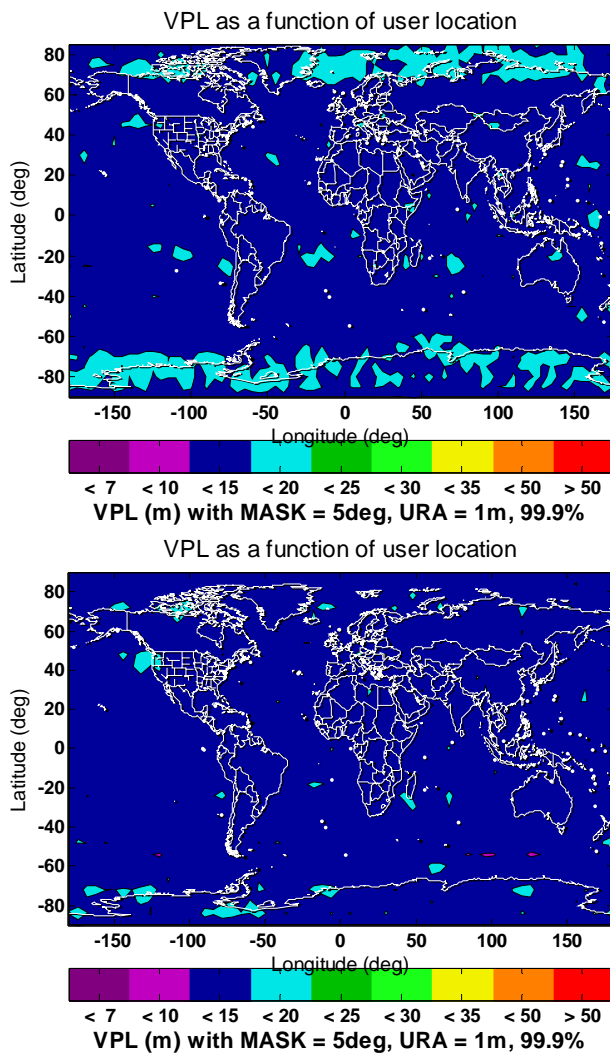 VPL as a function of user location
Latitude (deg)
80
60
40
20
0
-20
-40
-60
-80
-150 -100 -50 0 50 100 150
Longitude (deg)
< 7 < 10 < 15 < 20 < 25 < 30 < 35 < 50 > 50
VPL (m) with MASK = 5deg, URA = 1m, 99.9%
VPL as a function of user location
Latitude (deg)
80
60
40
20
0
-20
-40
-60
-80
-150 -100 -50 0 50 100 150
Longitude (deg)
< 7 < 10 < 15 < 20 < 25 < 30 < 35 < 50 > 50
VPL (m) with MASK = 5deg, URA = 1m, 99.9%